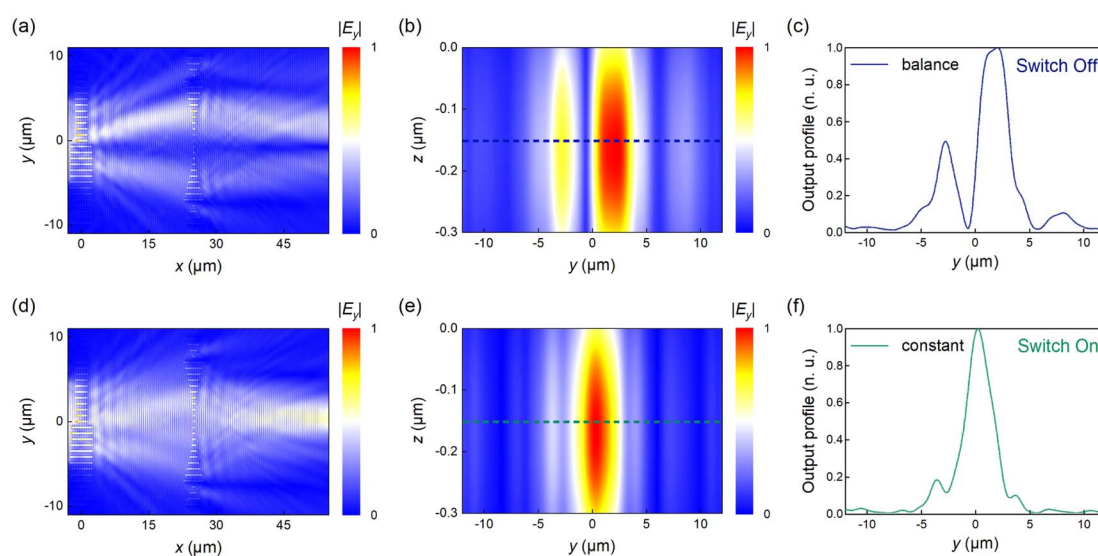 (a)
10
0
-10
y (µm)
0 15 30 45
x (µm)
|Ey|
1
0
(b)
0.0
-0.1
-0.2
-0.3
z (µm)
-10 -5 0 5 10
y (µm)
|Ey|
1
0
(c)
1.0
0.8
0.6
0.4
0.2
0.0
Output profile (n. u.)
balance
Switch Off
-10 -5 0 5 10
y (µm)
(d)
10
0
-10
y (µm)
0 15 30 45
x (µm)
|Ey|
1
0
(e)
0.0
-0.1
-0.2
-0.3
z (µm)
-10 -5 0 5 10
y (µm)
|Ey|
1
0
(f)
1.0
0.8
0.6
0.4
0.2
0.0
Output profile (n. u.)
constant
Switch On
-10 -5 0 5 10
y (µm)